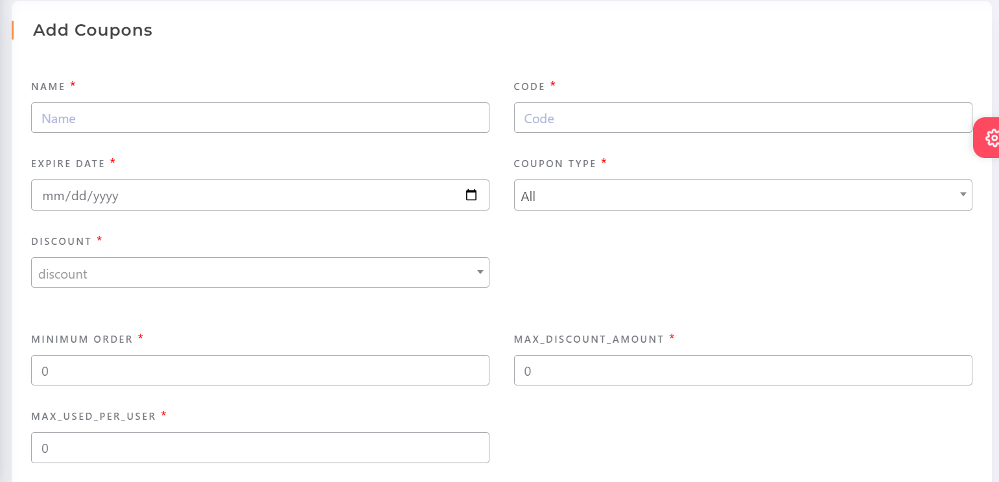 Add Coupons
NAME *
CODE *
Name
Code
EXPIRE DATE *
COUPON TYPE *
mm/dd/yyyy
All
DISCOUNT *
discount
MINIMUM ORDER *
MAX_DISCOUNT_AMOUNT *
0
0
MAX_USED_PER_USER *
0